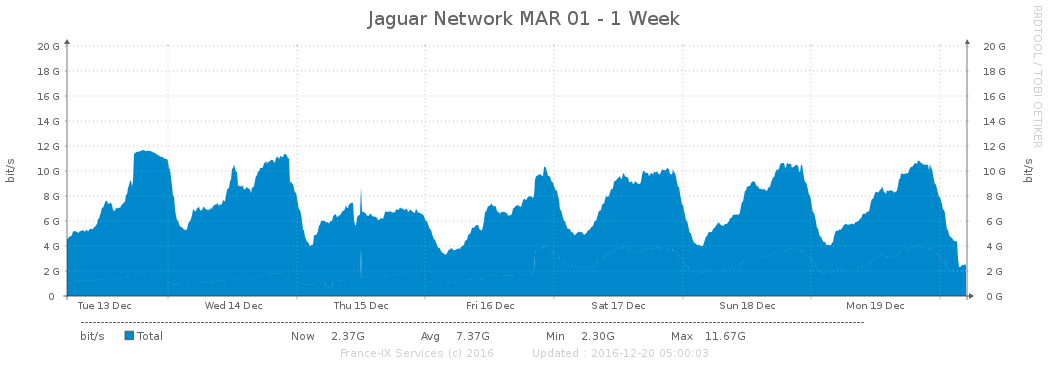 Jaguar Network MAR 01 - 1 Week
RRDTOOL / TOBI OETIKER
bit/s
bit/s
20 G 20 G
18 G 18 G
16 G 16 G
14 G 14 G
12 G 12 G
10 G 10 G
8 G 8 G
6 G 6 G
4 G 4 G
2 G 2 G
0 0 G
Tue 13 Dec Wed 14 Dec Thu 15 Dec Fri 16 Dec Sat 17 Dec Sun 18 Dec Mon 19 Dec
bit/s Total Now 2.37G Avg 7.37G Min 2.30G Max 11.67G
France-IX Services (c) 2016 Updated : 2016-12-20 05:00:03